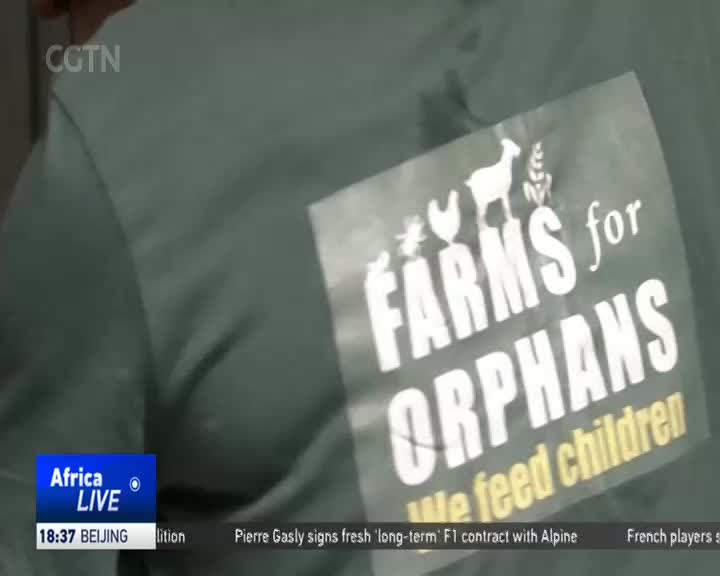 CGTN
FARMS for
ORPHANS
We feed children
Africa
LIVE
18:37 BEIJING
lition Pierre Gasly signs fresh 'long-term' F1 contract with Alpine French players s